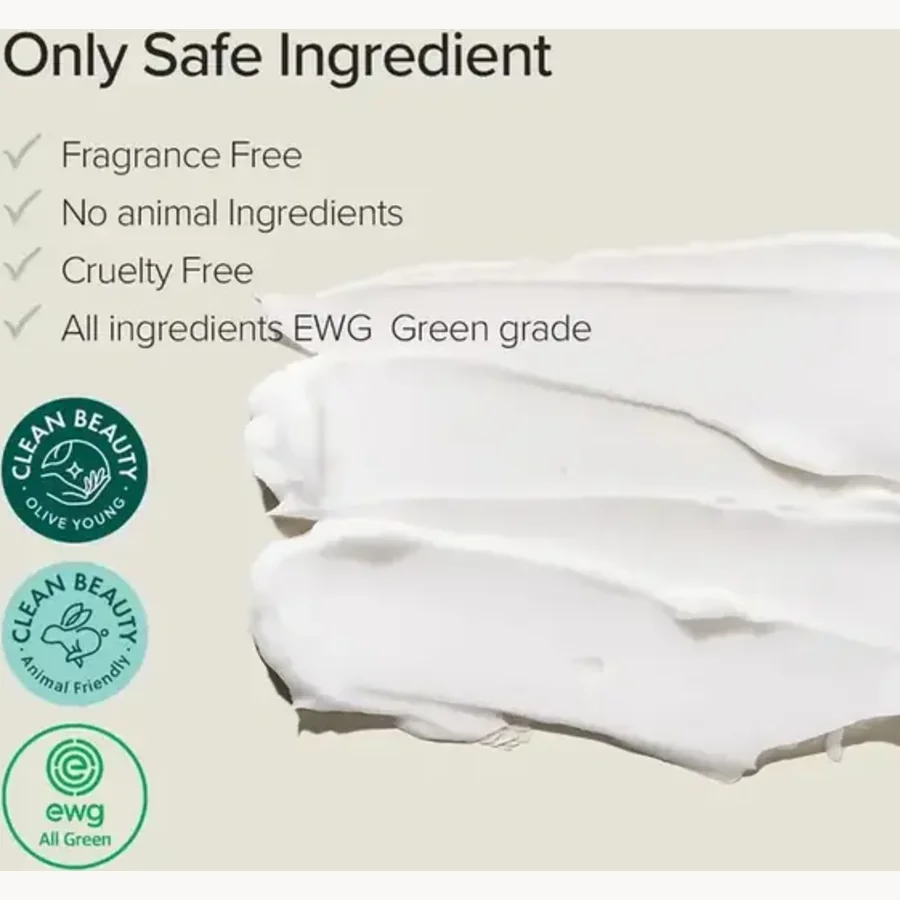 Only Safe Ingredient
Fragrance Free
No animal Ingredients
Cruelty Free
All ingredients EWG Green grade
CLEAN BEAUTY
· OLIVE YOUNG ·
CLEAN BEAUTY
· Animal Friendly ·
ewg
All Green